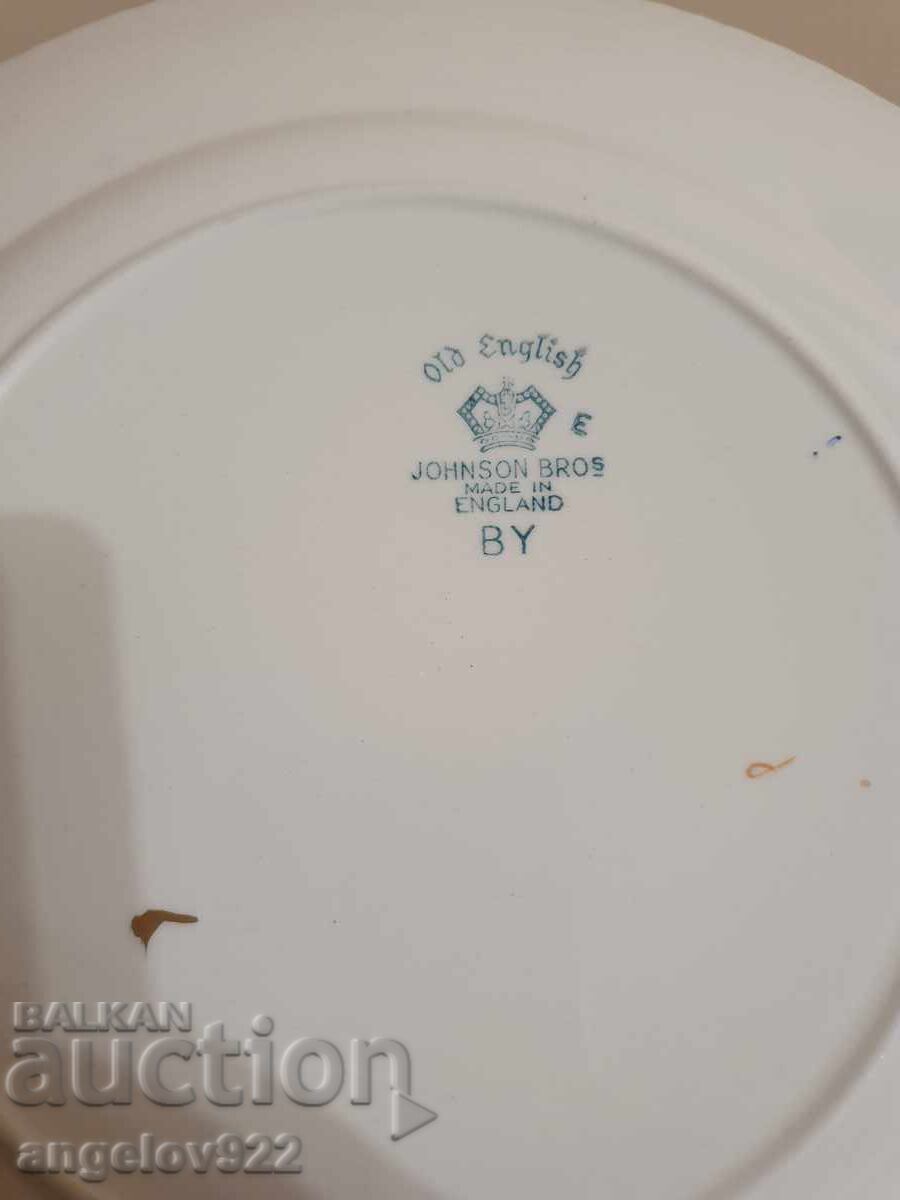 Old English
E
JOHNSON BROS
MADE IN
ENGLAND
BY
BALKAN
auction
angelov922